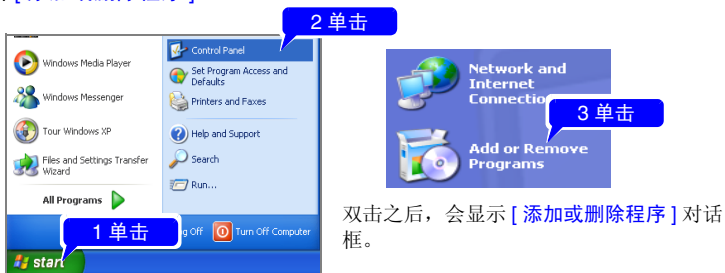 2 单击
Control Panel
Windows Media Player
Set Program Access and
Defaults
Windows Messenger
Printers and Faxes
Tour Windows XP
Help and Support
Files and Settings Transfer
Wizard
Search
Run...
All Programs
1 单击
g Off
Turn Off Computer
start
Network and
Internet
Connectio
3 单击
Add or Remove
Programs
双击之后，会显示 [ 添加或删除程序 ] 对话
框。